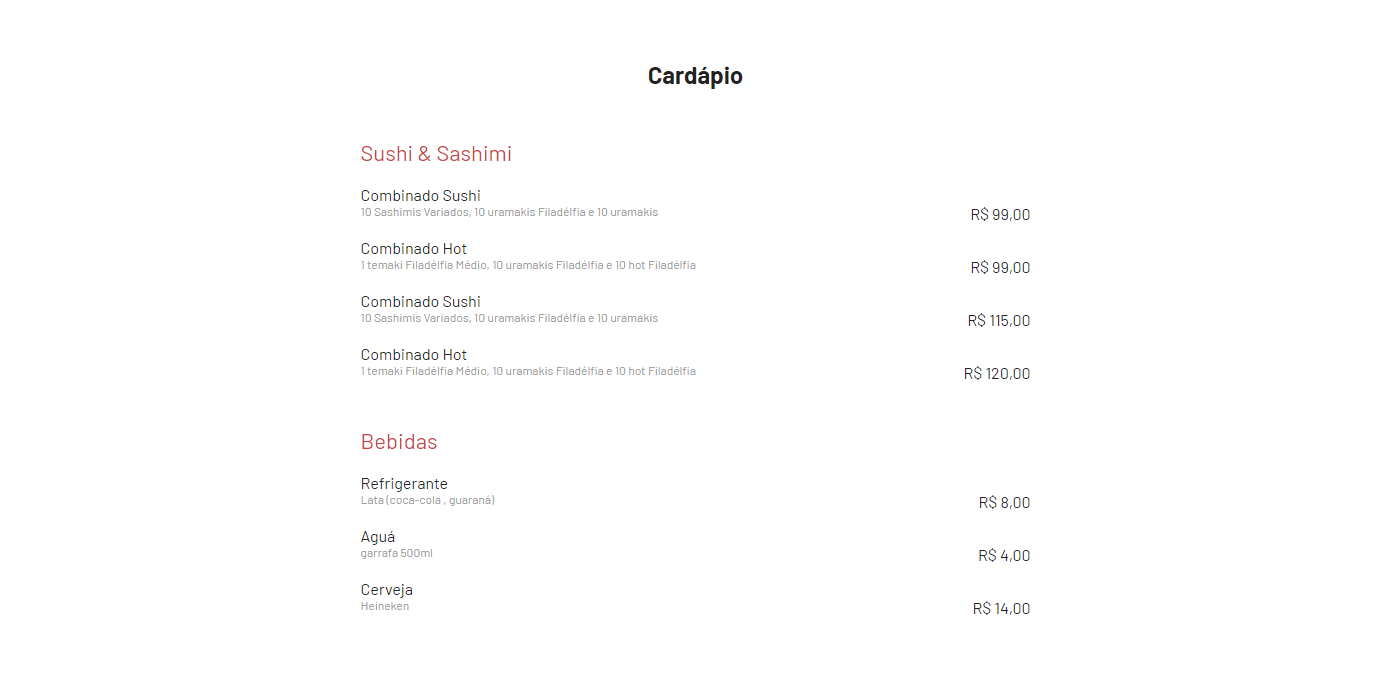 Cardápio
Sushi & Sashimi
Combinado Sushi
10 Sashimis Variados, 10 uramakis Filadélfia e 10 uramakis
R$ 99,00
Combinado Hot
1 temaki Filadélfia Médio, 10 uramakis Filadélfia e 10 hot Filadélfia
R$ 99,00
Combinado Sushi
10 Sashimis Variados, 10 uramakis Filadélfia e 10 uramakis
R$ 115,00
Combinado Hot
1 temaki Filadélfia Médio, 10 uramakis Filadélfia e 10 hot Filadélfia
R$ 120,00
Bebidas
Refrigerante
Lata (coca-cola , guaraná)
R$ 8,00
Aguá
garrafa 500ml
R$ 4,00
Cerveja
Heineken
R$ 14,00